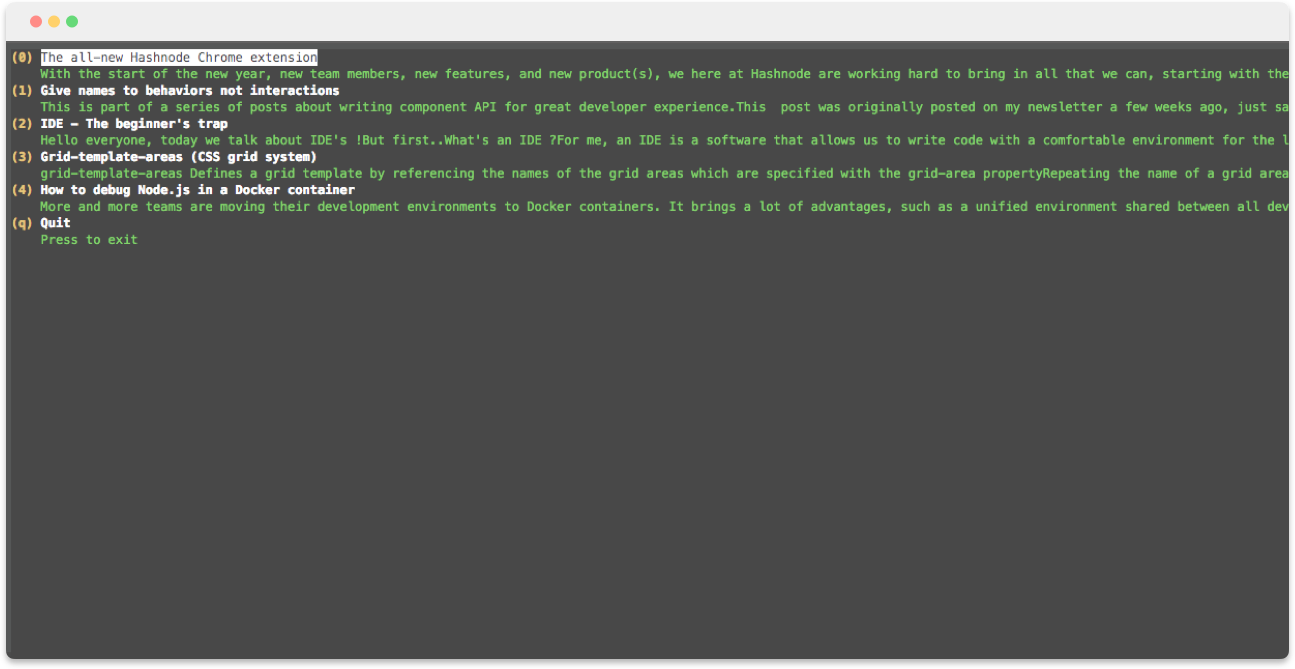 (0) The all-new Hashnode Chrome extension
With the start of the new year, new team members, new features, and new product(s), we here at Hashnode are working hard to bring in all that we can, starting with the
(1) Give names to behaviors not interactions
This is part of a series of posts about writing component API for great developer experience.This  post was originally posted on my newsletter a few weeks ago, just sa
(2) IDE - The beginner's trap
Hello everyone, today we talk about IDE's !But first..What's an IDE ?For me, an IDE is a software that allows us to write code with a comfortable environment for the l
(3) Grid-template-areas (CSS grid system)
grid-template-areas Defines a grid template by referencing the names of the grid areas which are specified with the grid-area propertyRepeating the name of a grid area
(4) How to debug Node.js in a Docker container
More and more teams are moving their development environments to Docker containers. It brings a lot of advantages, such as a unified environment shared between all dev
(q) Quit
Press to exit